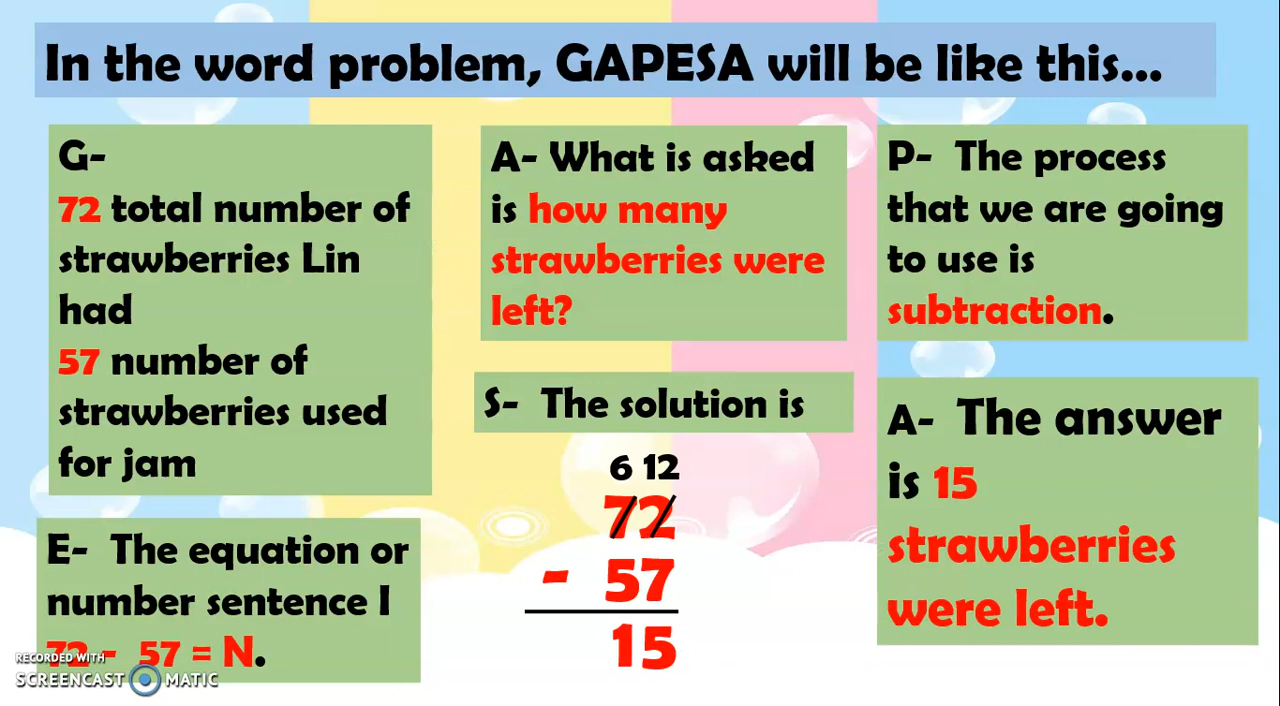 In the word problem, GAPESA will be like this...
G-
72 total number of
strawberries Lin
had
57 number of
strawberries used
for jam
A- What is asked
is how many
strawberries were
left?
P- The process
that we are going
to use is
subtraction.
E- The equation or
number sentence I
72 - 57 = N.
S- The solution is
6 12
72
- 57
15
A- The answer
is 15
strawberries
were left.
RECORDED WITH
SCREENCAST MATIC